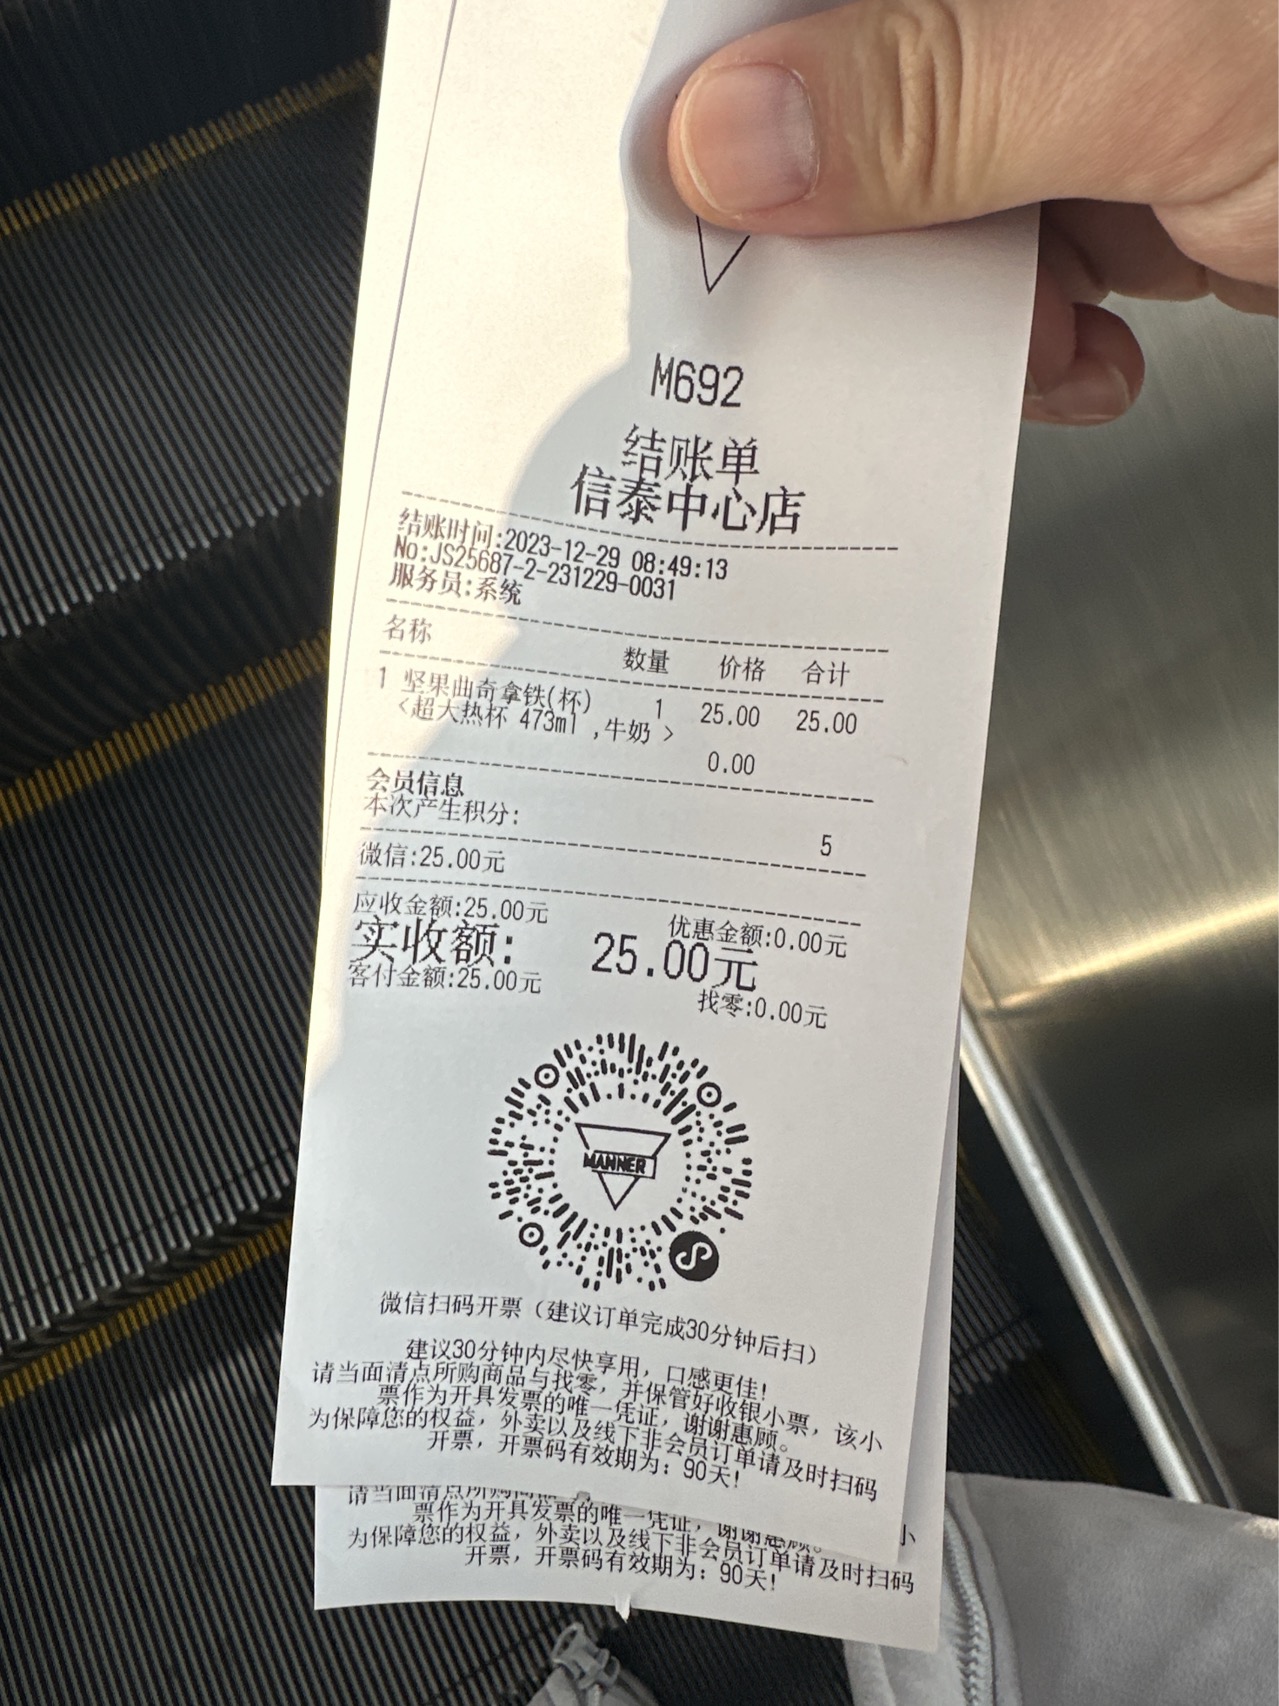 M692
结账单
信泰中心店
结账时间:2023-12-29 08:49:13
No:JS25687-2-231229-0031
服务员:系统
名称 数量 价格 合计
1 坚果曲奇拿铁(杯) 1 25.00 25.00
<超大热杯 473ml ,牛奶 >
0.00
会员信息
本次产生积分: 5
微信:25.00元
应收金额:25.00元 优惠金额:0.00元
实收额: 25.00元
客付金额:25.00元 找零:0.00元
MANNER
微信扫码开票（建议订单完成30分钟后扫）
建议30分钟内尽快享用，口感更佳！
请当面清点所购商品与找零，并保管好收银小票，该小
票作为开具发票的唯一凭证，谢谢惠顾。
为保障您的权益，外卖以及线下非会员订单请及时扫码
开票，开票码有效期为：90天！
请当面清点所购商品 小
票作为开具发票的唯一凭证，谢谢惠顾。
为保障您的权益，外卖以及线下非会员订单请及时扫码
开票，开票码有效期为：90天！